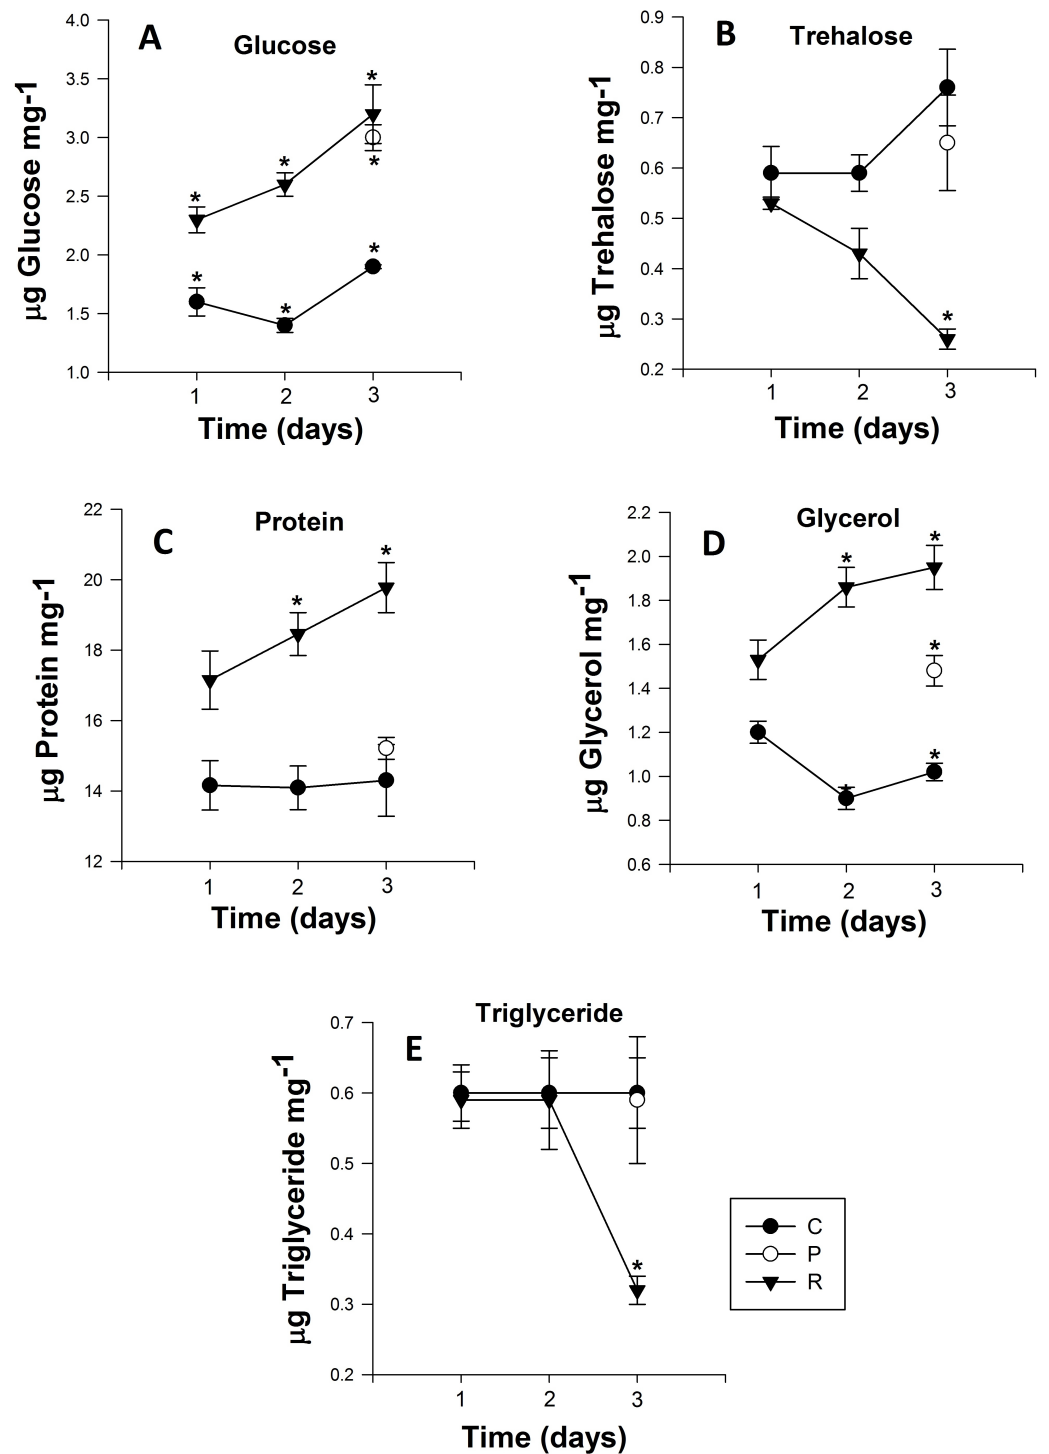 A
Glucose
4.0
3.5
3.0
2.5
2.0
1.5
1.0
µg Glucose mg-1
*
*
*
*
*
*
*
1 2 3
Time (days)
B
Trehalose
0.9
0.8
0.7
0.6
0.5
0.4
0.3
0.2
µg Trehalose mg-1
*
1 2 3
Time (days)
C
Protein
22
20
18
16
14
12
µg Protein mg-1
*
*
1 2 3
Time (days)
D
Glycerol
2.2
2.0
1.8
1.6
1.4
1.2
1.0
0.8
0.6
µg Glycerol mg-1
*
*
*
*
*
1 2 3
Time (days)
E
Triglyceride
0.7
0.6
0.5
0.4
0.3
0.2
µg Triglyceride mg-1
*
1 2 3
Time (days)
C
P
R